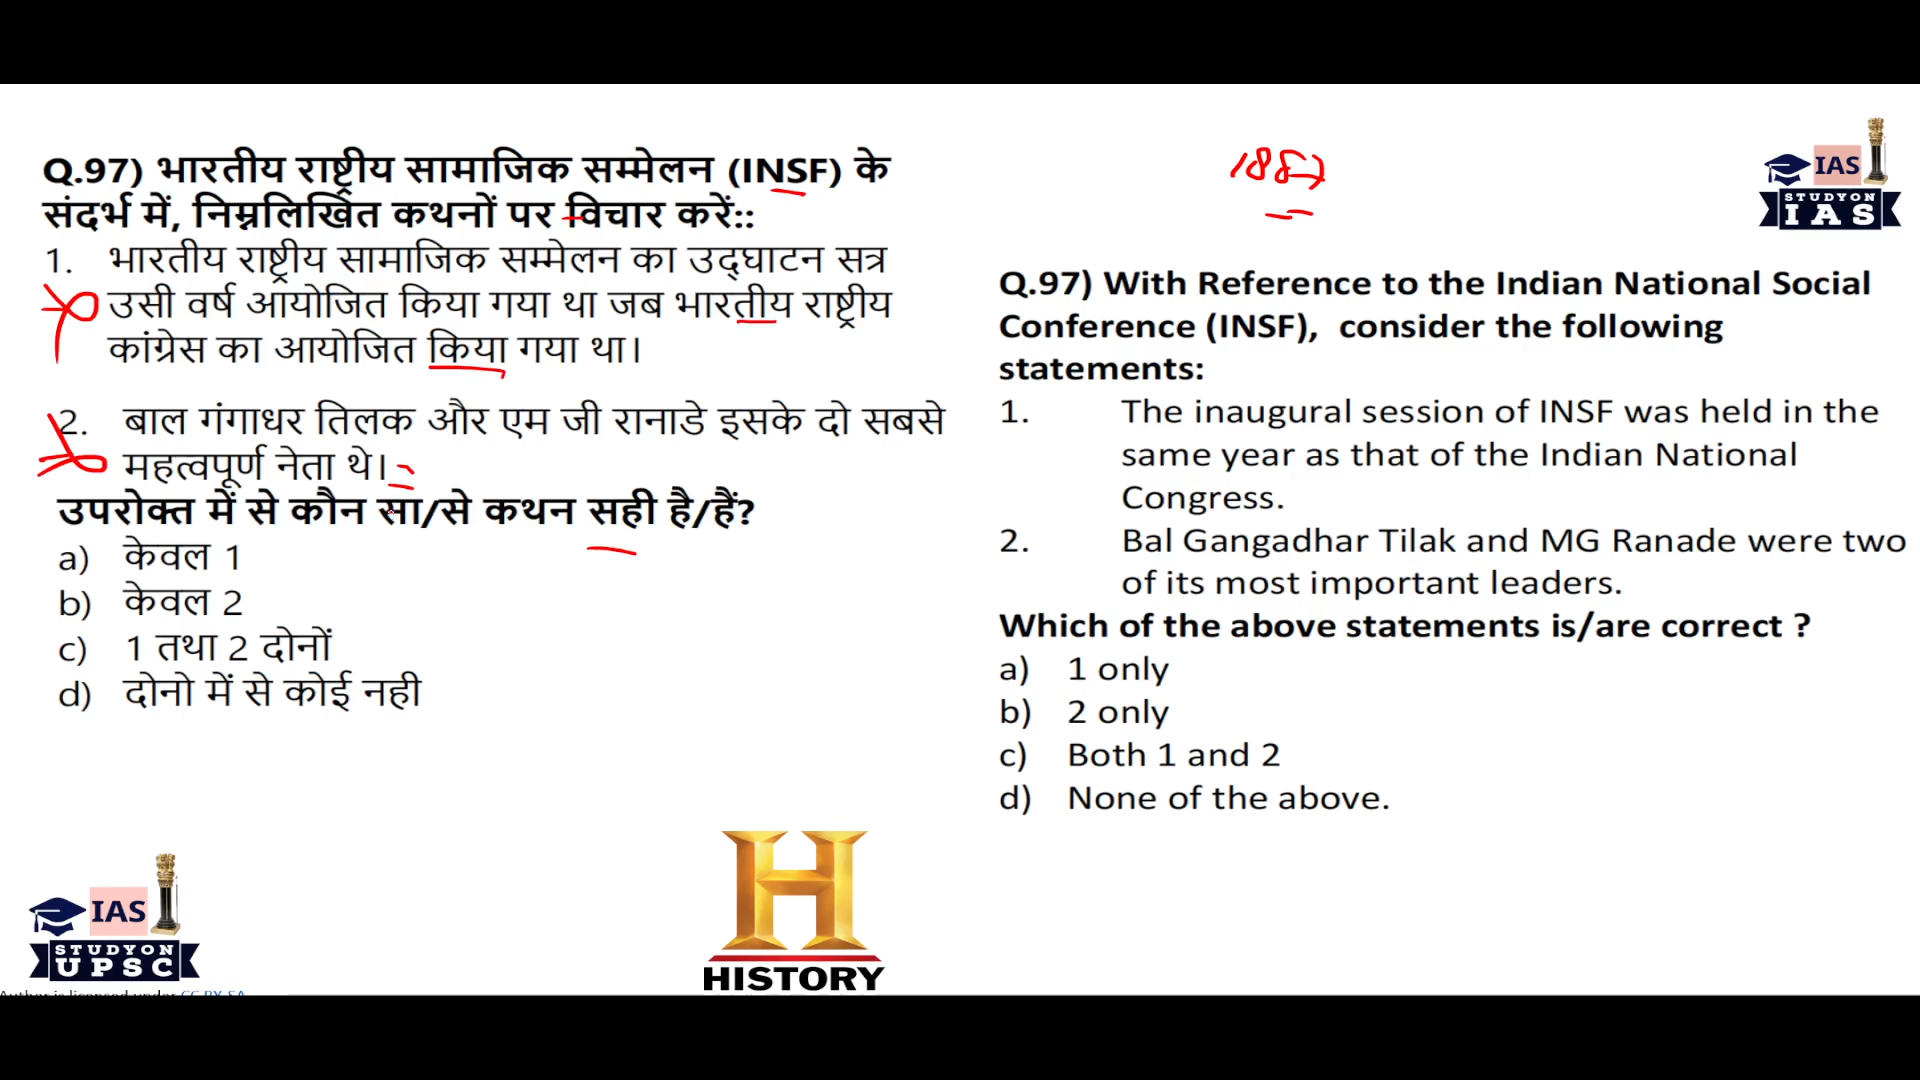 Q.97) भारतीय राष्ट्रीय सामाजिक सम्मेलन (INSF) के
संदर्भ में, निम्नलिखित कथनों पर विचार करें::
1. भारतीय राष्ट्रीय सामाजिक सम्मेलन का उद्घाटन सत्र
उसी वर्ष आयोजित किया गया था जब भारतीय राष्ट्रीय
कांग्रेस का आयोजित किया गया था।
2. बाल गंगाधर तिलक और एम जी रानाडे इसके दो सबसे
महत्वपूर्ण नेता थे।
उपरोक्त में से कौन सा/से कथन सही है/हैं?
a) केवल 1
b) केवल 2
c) 1 तथा 2 दोनों
d) दोनो में से कोई नही
IAS
STUDYON
UPSC
HISTORY
IAS
STUDYON
IAS
Q.97) With Reference to the Indian National Social
Conference (INSF), consider the following
statements:
1. The inaugural session of INSF was held in the
same year as that of the Indian National
Congress.
2. Bal Gangadhar Tilak and MG Ranade were two
of its most important leaders.
Which of the above statements is/are correct ?
a) 1 only
b) 2 only
c) Both 1 and 2
d) None of the above.